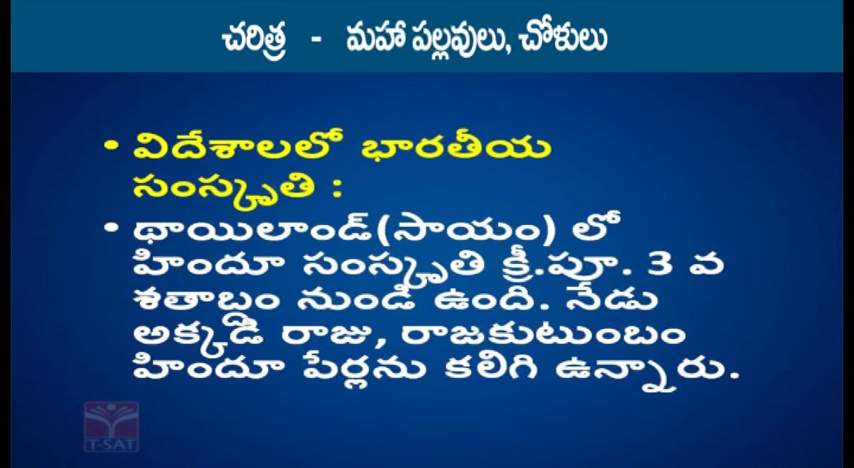 చరిత్ర - మహా పల్లవులు, చోళులు
• విదేశాలలో భారతీయ
సంస్కృతి :
• థాయిలాండ్(సాయం) లో
హిందూ సంస్కృతి క్రీ.పూ. 3 వ
శతాబ్దం నుండి ఉంది. నేడు
అక్కడి రాజు, రాజకుటుంబం
హిందూ పేర్లను కలిగి ఉన్నారు.
T-SAT